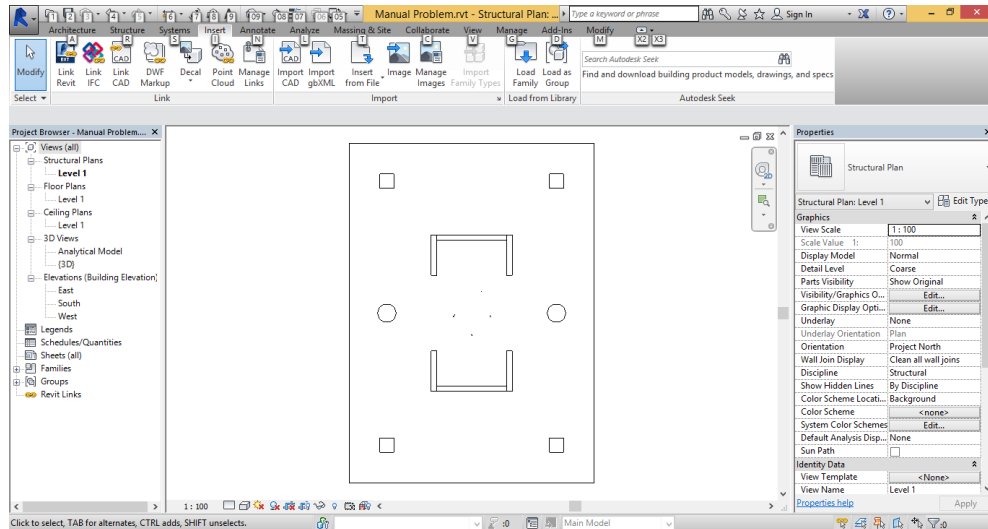 Manual Problem.rvt - Structural Plan: ...
Type a keyword or phrase
Sign In
Architecture Structure Systems Insert Annotate Analyze Massing & Site Collaborate View Manage Add-Ins Modify
A R S I N L T C V G D M X2 X3
Modify
Link Revit
Link IFC
Link CAD
DWF Markup
Decal
Point Cloud
Manage Links
Import CAD
Import gbXML
Insert from File
Image
Manage Images
Import Family Types
Load Family
Load as Group
Search Autodesk Seek
Find and download building product models, drawings, and specs
Select
Link
Import
Load from Library
Autodesk Seek
Project Browser - Manual Problem....
Views (all)
Structural Plans
Level 1
Floor Plans
Level 1
Ceiling Plans
Level 1
3D Views
Analytical Model
{3D}
Elevations (Building Elevation)
East
South
West
Legends
Schedules/Quantities
Sheets (all)
Families
Groups
Revit Links
2D
Properties
Structural Plan
Structural Plan: Level 1
Edit Type
Graphics
View Scale 1 : 100
Scale Value 1: 100
Display Model Normal
Detail Level Coarse
Parts Visibility Show Original
Visibility/Graphics O... Edit...
Graphic Display Opti... Edit...
Underlay None
Underlay Orientation Plan
Orientation Project North
Wall Join Display Clean all wall joins
Discipline Structural
Show Hidden Lines By Discipline
Color Scheme Locati... Background
Color Scheme <none>
System Color Schemes Edit...
Default Analysis Disp... None
Sun Path
Identity Data
View Template <None>
View Name Level 1
Properties help
Apply
1 : 100
Click to select, TAB for alternates, CTRL adds, SHIFT unselects.
:0
Main Model
:0